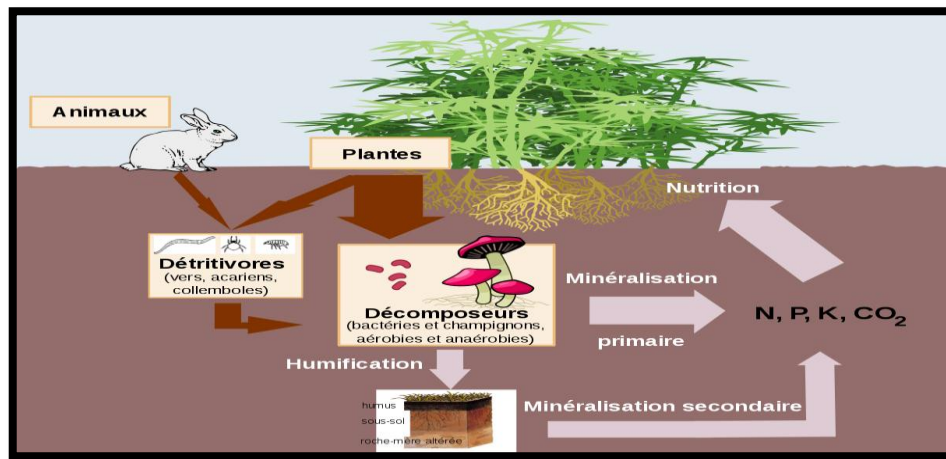 Animaux
Plantes
Nutrition
Détritivores
(vers, acariens,
collemboles)
Décomposeurs
(bactéries et champignons,
aérobies et anaérobies)
Minéralisation
primaire
N, P, K, CO₂
Humification
humus
sous-sol
roche-mère altérée
Minéralisation secondaire